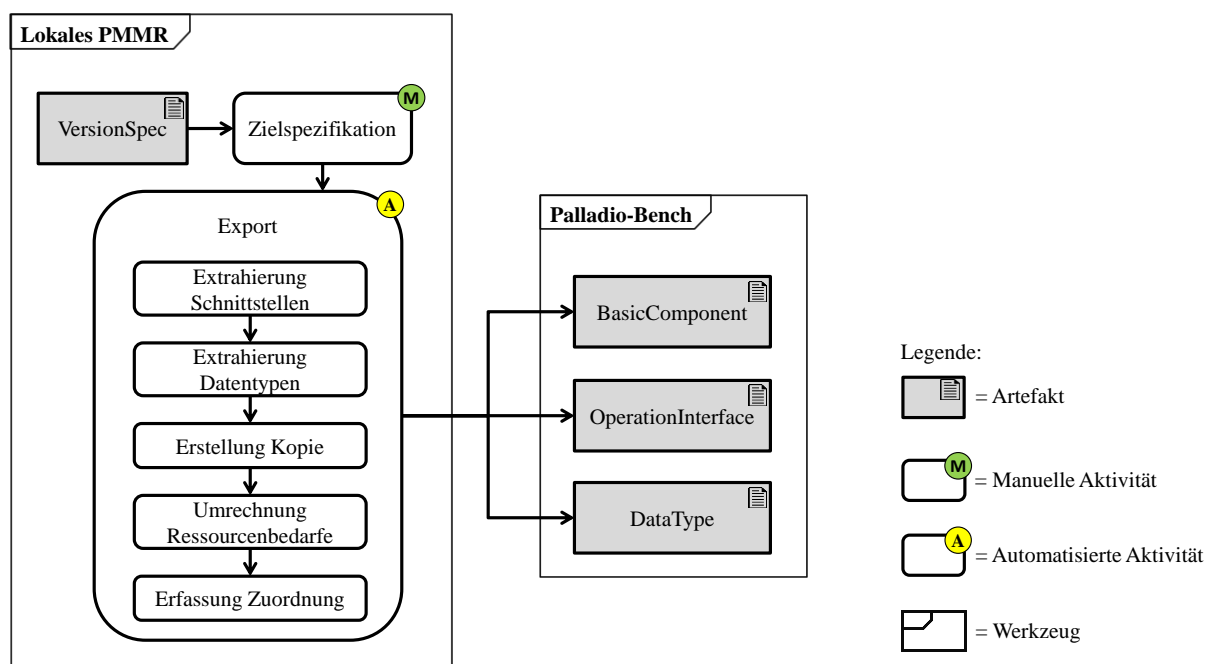 Lokales PMMR
VersionSpec
Zielspezifikation
M
Export
A
Extrahierung
Schnittstellen
Extrahierung
Datentypen
Erstellung Kopie
Umrechnung
Ressourcenbedarfe
Erfassung Zuordnung
Palladio-Bench
BasicComponent
OperationInterface
DataType
Legende:
= Artefakt
M
= Manuelle Aktivität
A
= Automatisierte Aktivität
= Werkzeug